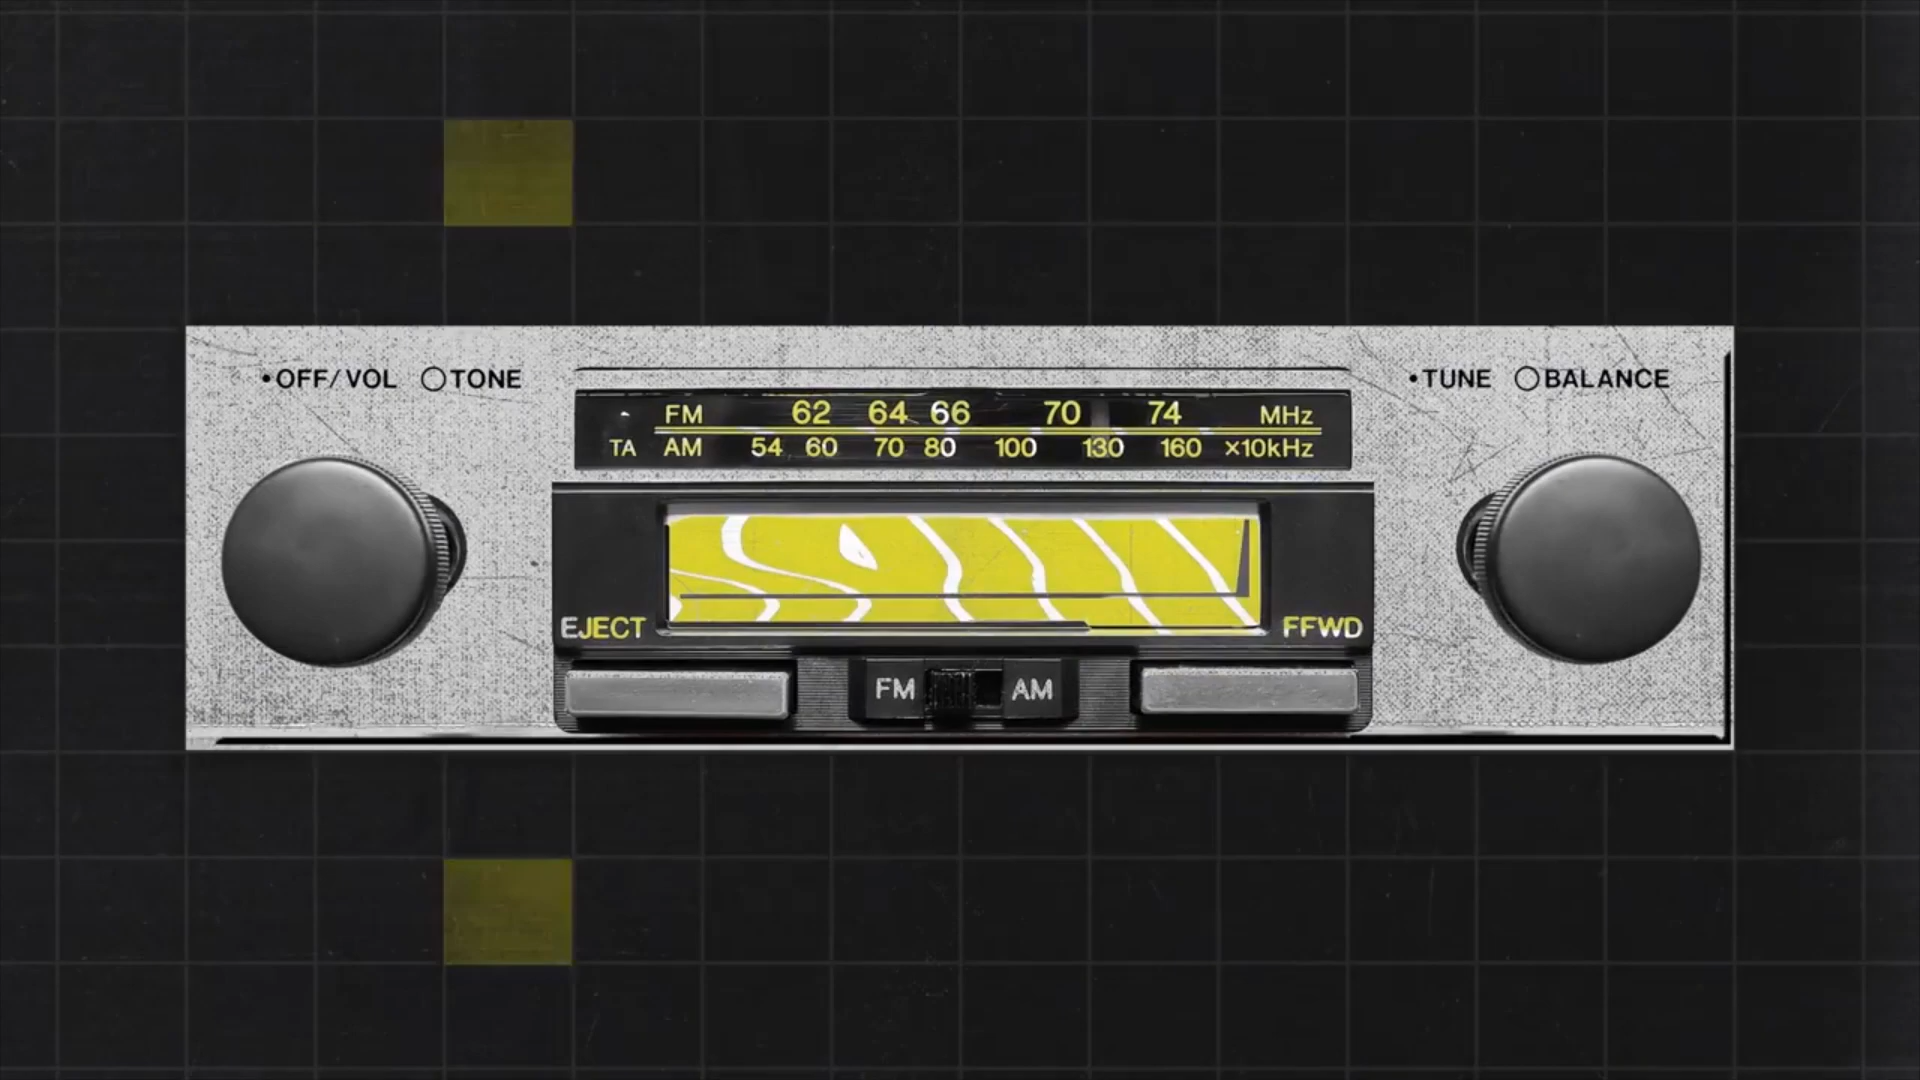 •OFF/VOL ○TONE
•TUNE ○BALANCE
FM 62 64 66 70 74 MHz
TA AM 54 60 70 80 100 130 160 ×10kHz
EJECT
FFWD
FM AM